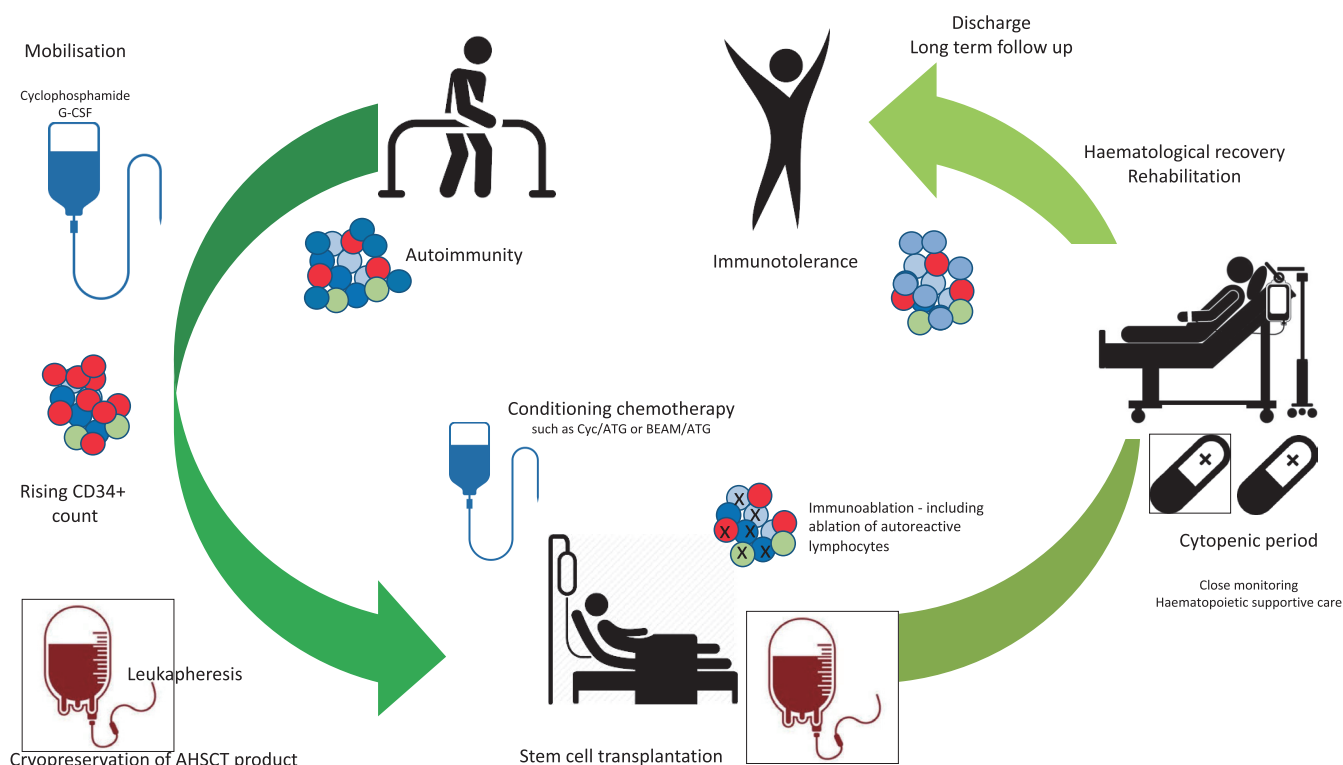 Mobilisation
Cyclophosphamide
G-CSF
Autoimmunity
Rising CD34+
count
Leukapheresis
Cryopreservation of AHSCT product
Conditioning chemotherapy
such as Cyc/ATG or BEAM/ATG
X
X
X
X
X
X
Immunoablation - including
ablation of autoreactive
lymphocytes
Stem cell transplantation
Cytopenic period
Close monitoring
Haematopoietic supportive care
Haematological recovery
Rehabilitation
Discharge
Long term follow up
Immunotolerance